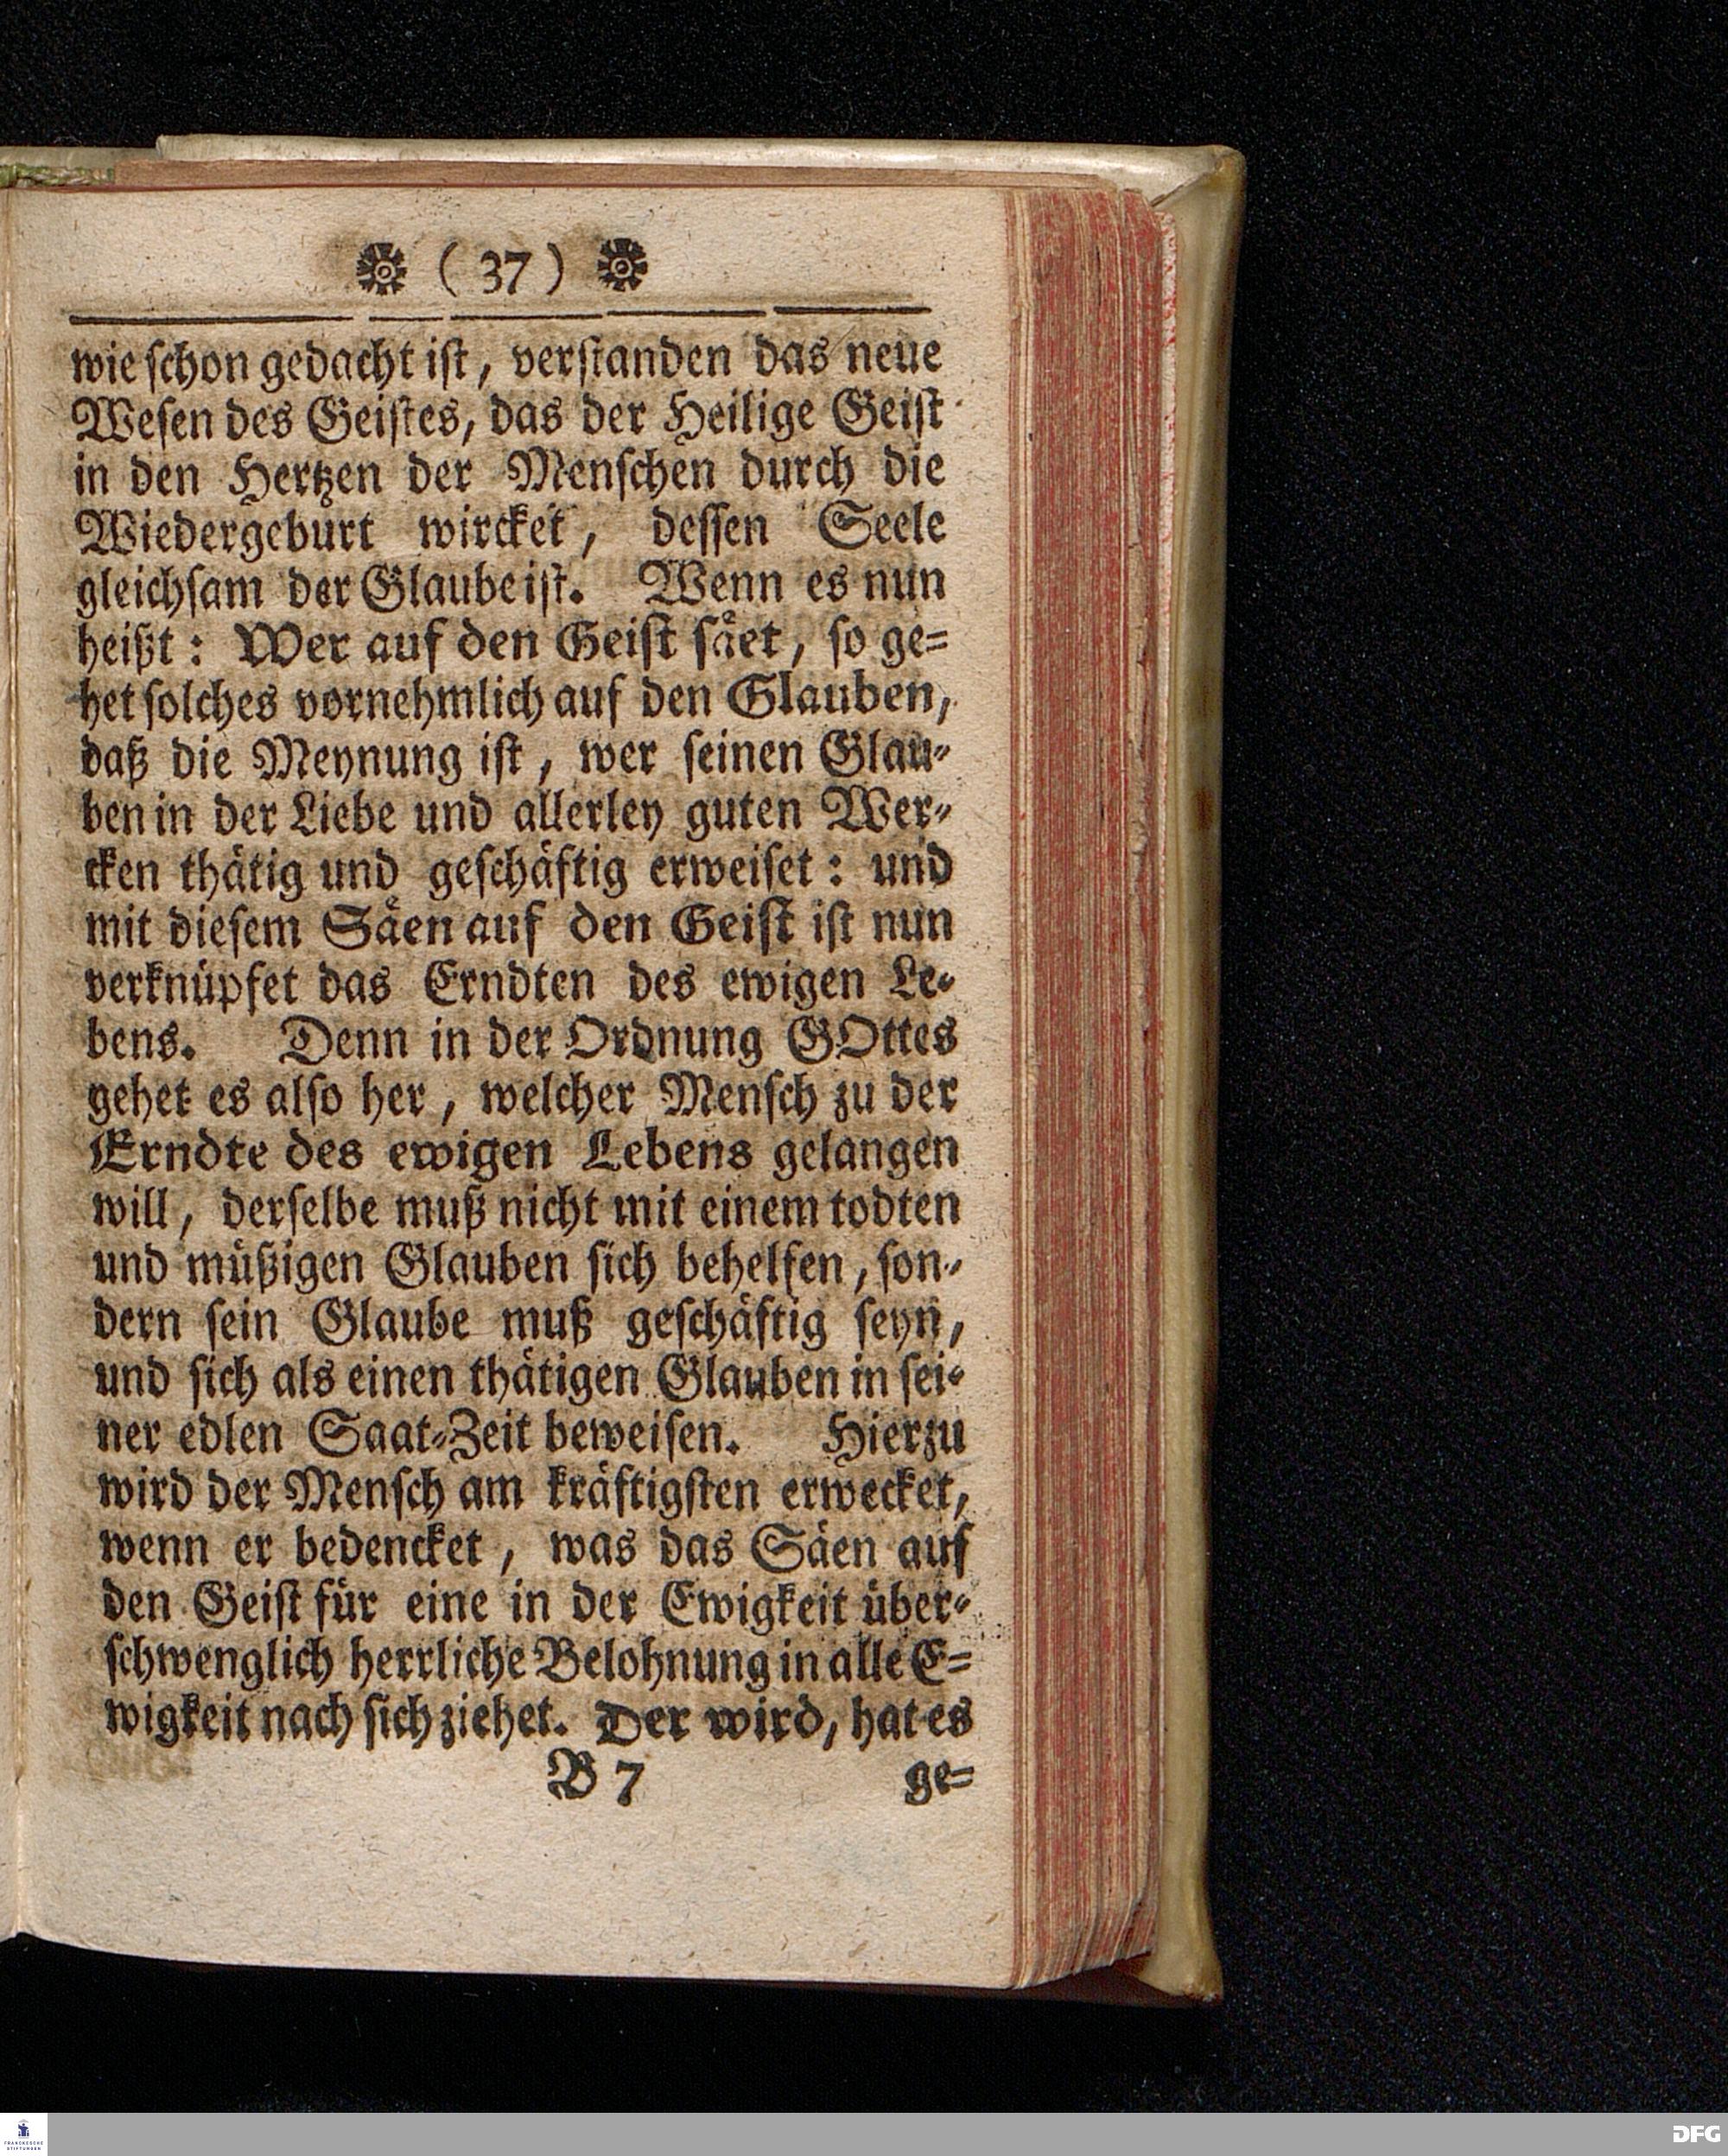 ( 37 )
wie schon gedacht ist, verstanden das neue
Wesen des Geistes, das der Heilige Geist
in den Hertzen der Menschen durch die
Wiedergeburt wircket, dessen Seele
gleichsam der Glaube ist. Wenn es nun
heißt: Wer auf den Geist säet, so ge=
het solches vornehmlich auf den Glauben,
daß die Meynung ist, wer seinen Glau=
ben in der Liebe und allerley guten Wer=
cken thätig und geschäftig erweiset: und
mit diesem Säen auf den Geist ist nun
verknüpfet das Erndten des ewigen Le=
bens. Denn in der Ordnung GOttes
gehet es also her, welcher Mensch zu der
Erndte des ewigen Lebens gelangen
will, derselbe muß nicht mit einem todten
und müßigen Glauben sich behelfen, son=
dern sein Glaube muß geschäftig seyn,
und sich als einen thätigen Glauben in sei=
ner edlen Saat=Zeit beweisen. Hierzu
wird der Mensch am kräftigsten erwecket,
wenn er bedencket, was das Säen auf
den Geist für eine in der Ewigkeit über=
schwenglich herrliche Belohnung in alle E=
wigkeit nach sich ziehet. Der wird, hat es
B 7 ge=
FRANCKESCHE
STIFTUNGEN
DFG